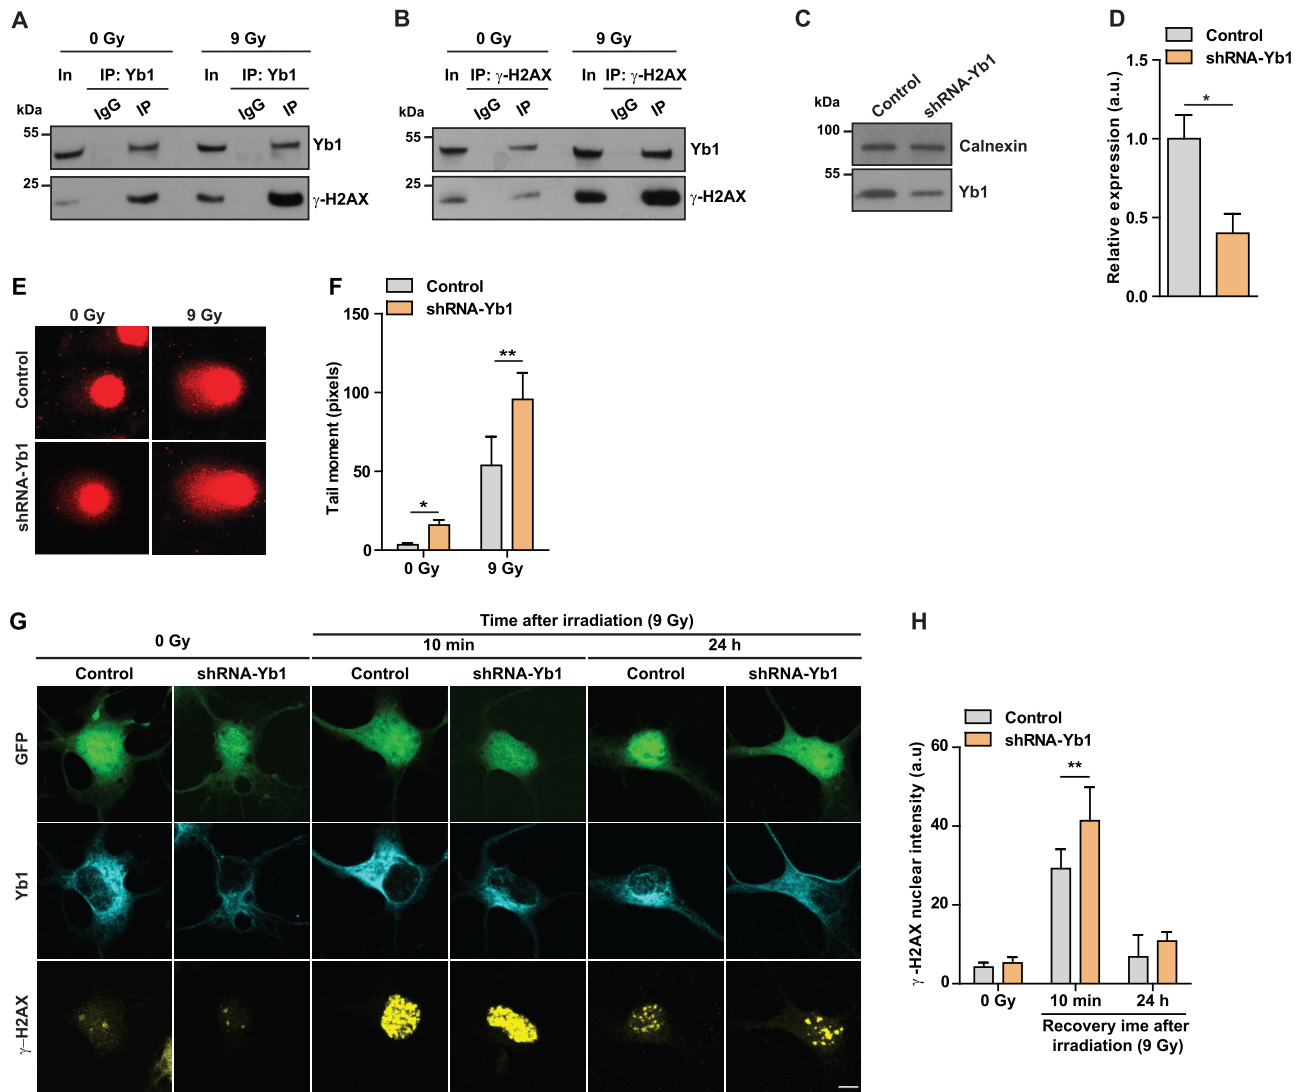 A
0 Gy 9 Gy
In IP: Yb1 In IP: Yb1
kDa IgG IP IgG IP
55 Yb1
25 γ-H2AX
B
0 Gy 9 Gy
In IP: γ-H2AX In IP: γ-H2AX
kDa IgG IP IgG IP
55 Yb1
25 γ-H2AX
C
kDa Control shRNA-Yb1
100 Calnexin
55 Yb1
D
Control
shRNA-Yb1
Relative expression (a.u.)
1.5
1.0
0.5
0.0
*
E
0 Gy 9 Gy
Control
shRNA-Yb1
F
Control
shRNA-Yb1
Tail moment (pixels)
150
100
50
0
* **
0 Gy 9 Gy
G
Time after irradiation (9 Gy)
0 Gy 10 min 24 h
Control shRNA-Yb1 Control shRNA-Yb1 Control shRNA-Yb1
GFP
Yb1
γ-H2AX
H
Control
shRNA-Yb1
γ -H2AX nuclear intensity (a.u)
60
40
20
0
**
0 Gy 10 min 24 h
Recovery ime after
irradiation (9 Gy)